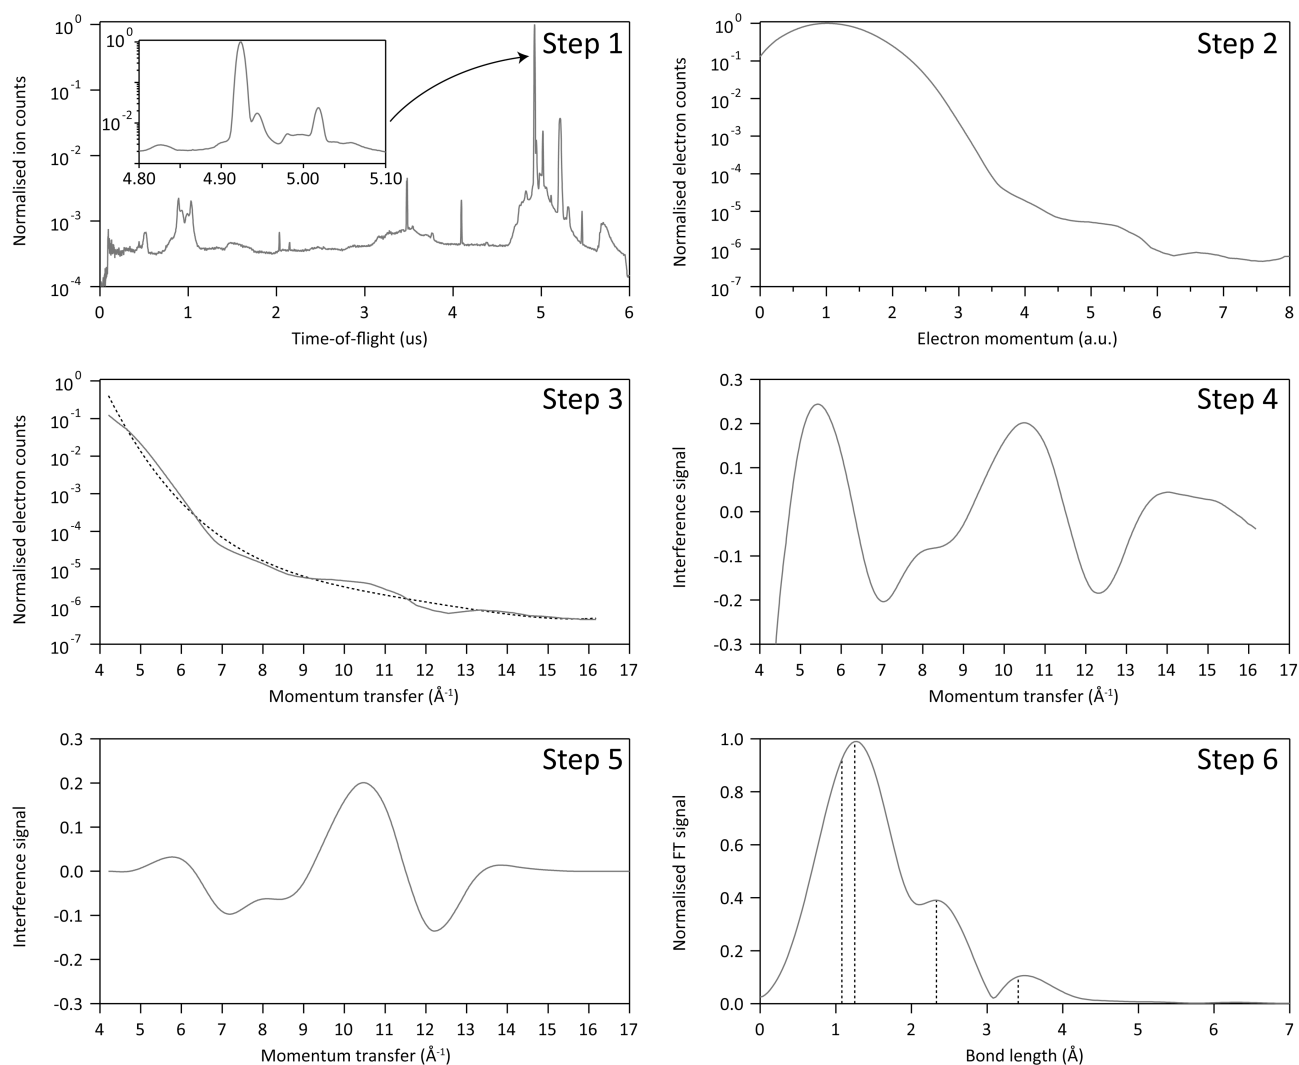 Step 1
Normalised ion counts
10^0
10^-1
10^-2
10^-3
10^-4
10^0
10^-2
4.80 4.90 5.00 5.10
0 1 2 3 4 5 6
Time-of-flight (us)
Step 2
Normalised electron counts
10^0
10^-1
10^-2
10^-3
10^-4
10^-5
10^-6
10^-7
0 1 2 3 4 5 6 7 8
Electron momentum (a.u.)
Step 3
Normalised electron counts
10^0
10^-1
10^-2
10^-3
10^-4
10^-5
10^-6
10^-7
4 5 6 7 8 9 10 11 12 13 14 15 16 17
Momentum transfer (Å^-1)
Step 4
Interference signal
0.3
0.2
0.1
0.0
-0.1
-0.2
-0.3
4 5 6 7 8 9 10 11 12 13 14 15 16 17
Momentum transfer (Å^-1)
Step 5
Interference signal
0.3
0.2
0.1
0.0
-0.1
-0.2
-0.3
4 5 6 7 8 9 10 11 12 13 14 15 16 17
Momentum transfer (Å^-1)
Step 6
Normalised FT signal
1.0
0.8
0.6
0.4
0.2
0.0
0 1 2 3 4 5 6 7
Bond length (Å)